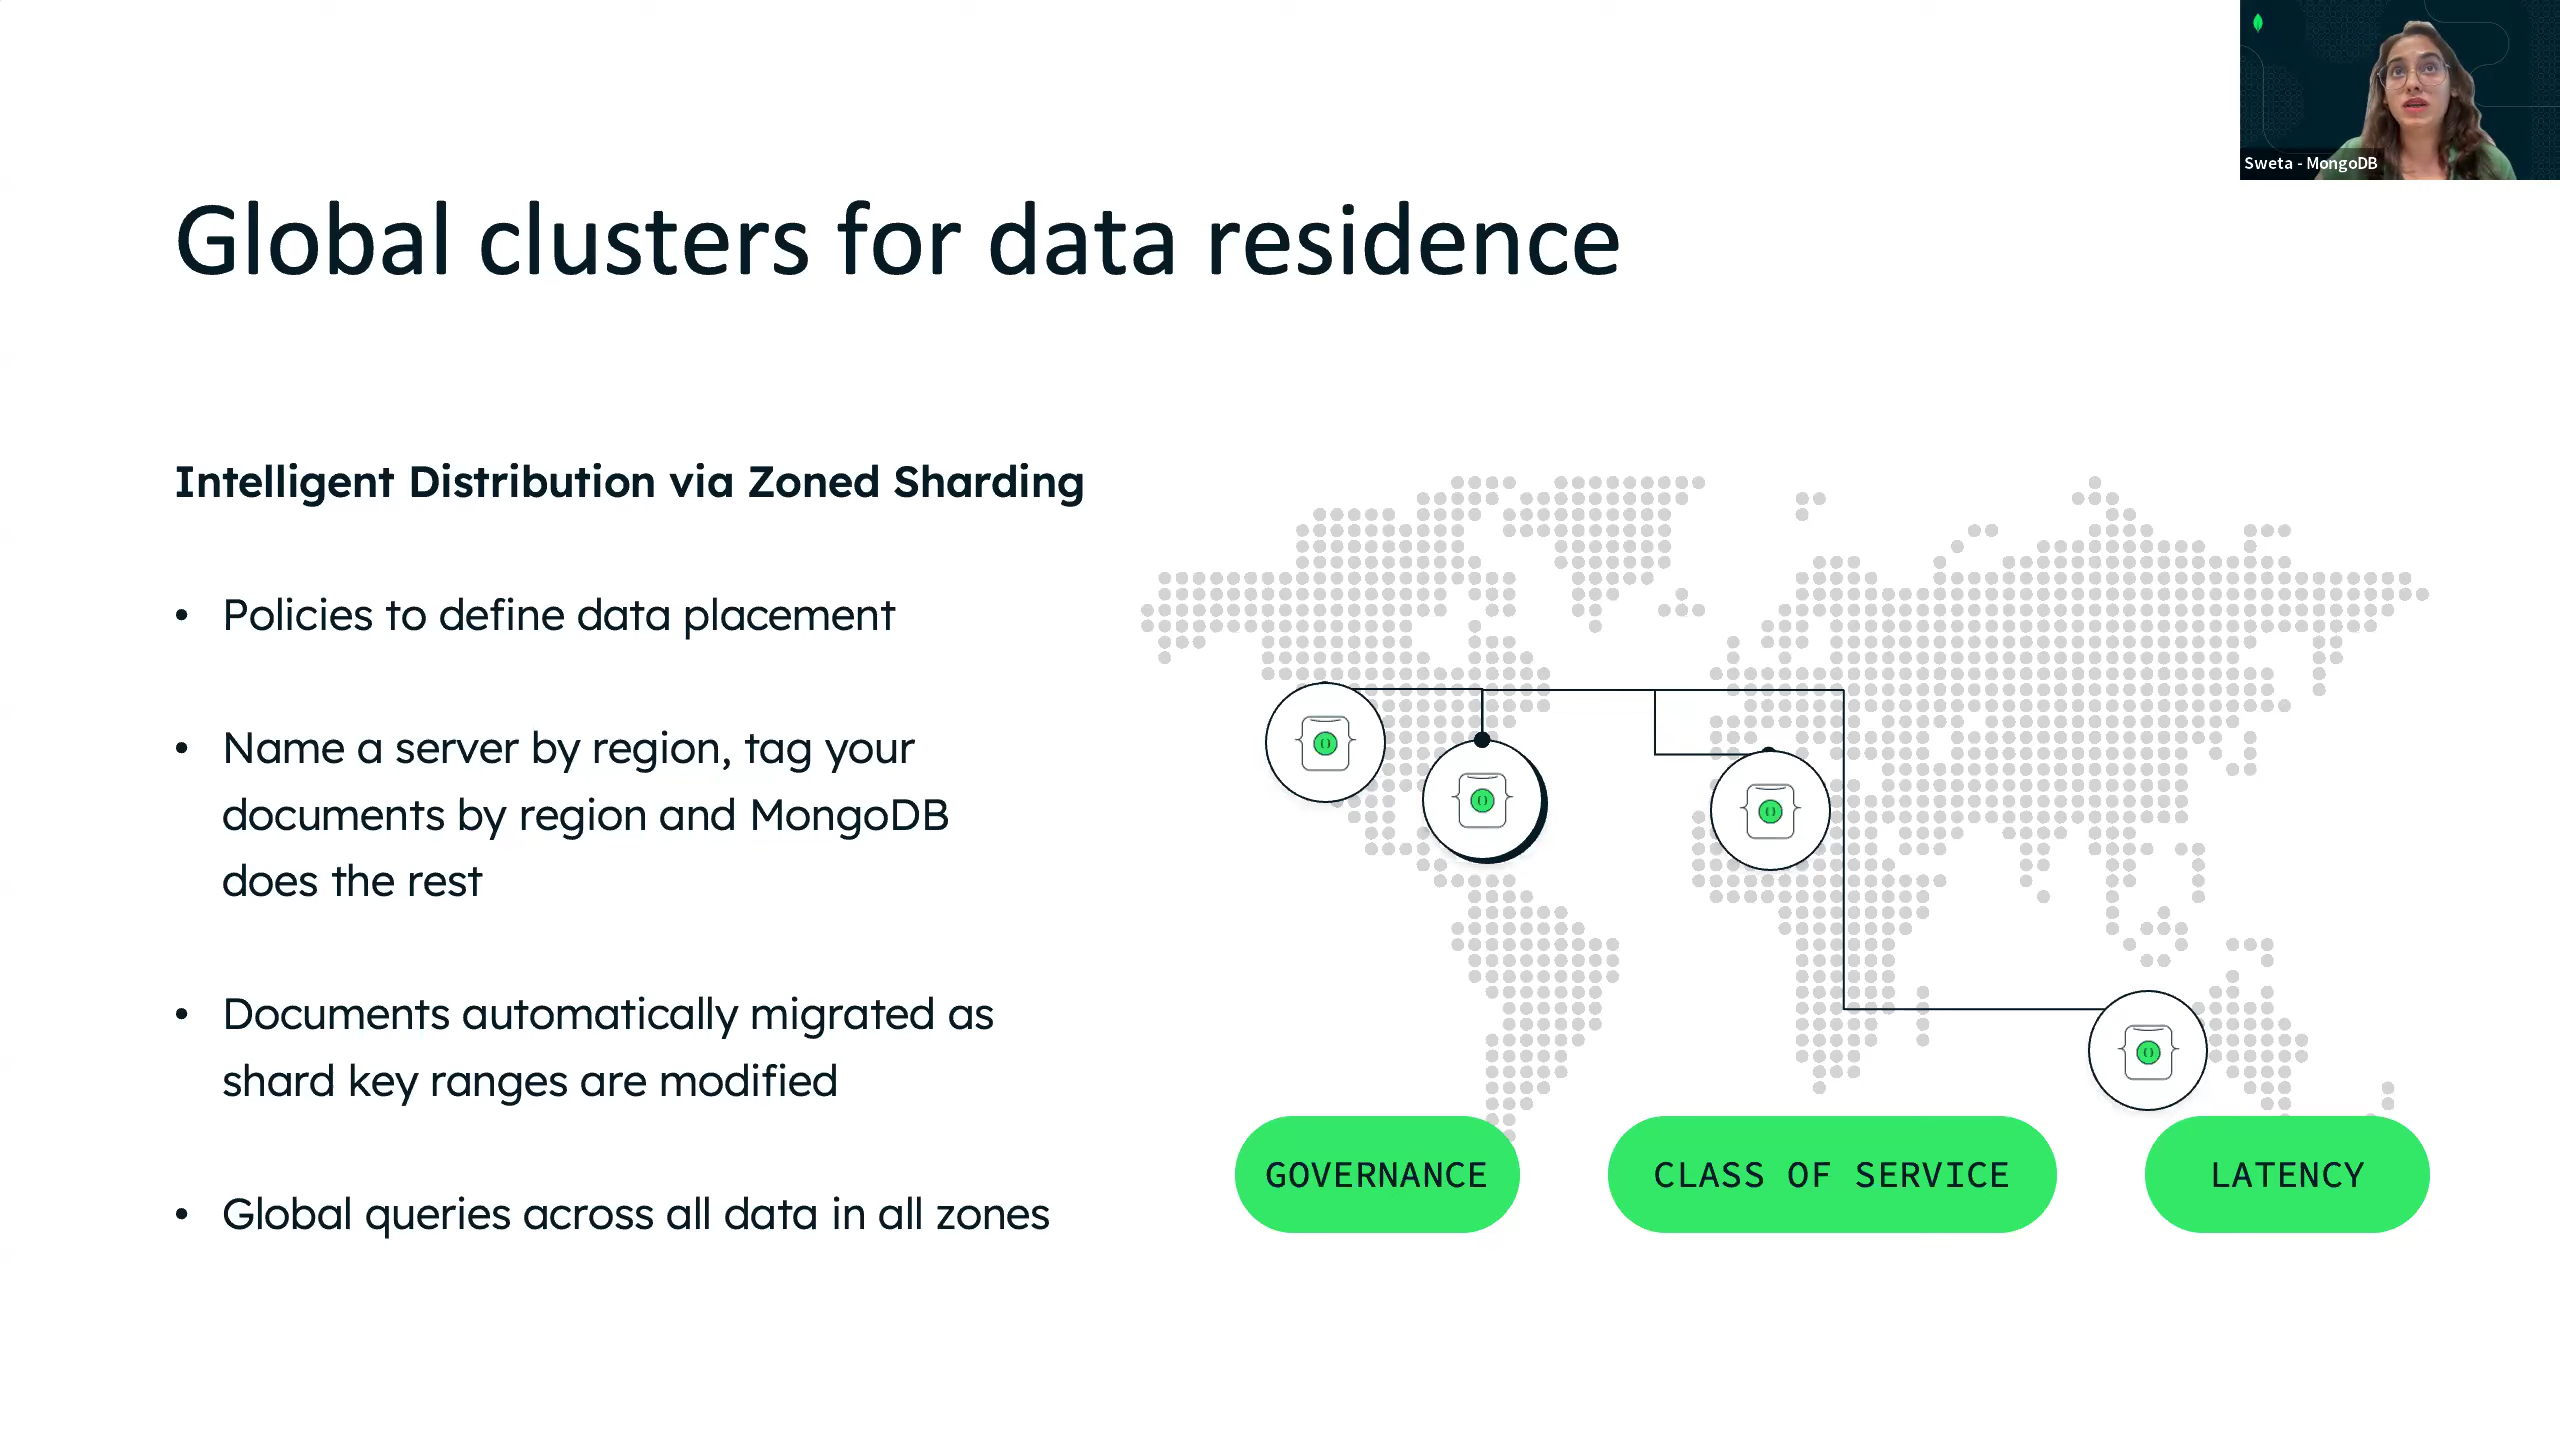 Sweta - MongoDB
Global clusters for data residence
Intelligent Distribution via Zoned Sharding
• Policies to define data placement
• Name a server by region, tag your
documents by region and MongoDB
does the rest
• Documents automatically migrated as
shard key ranges are modified
• Global queries across all data in all zones
GOVERNANCE
CLASS OF SERVICE
LATENCY